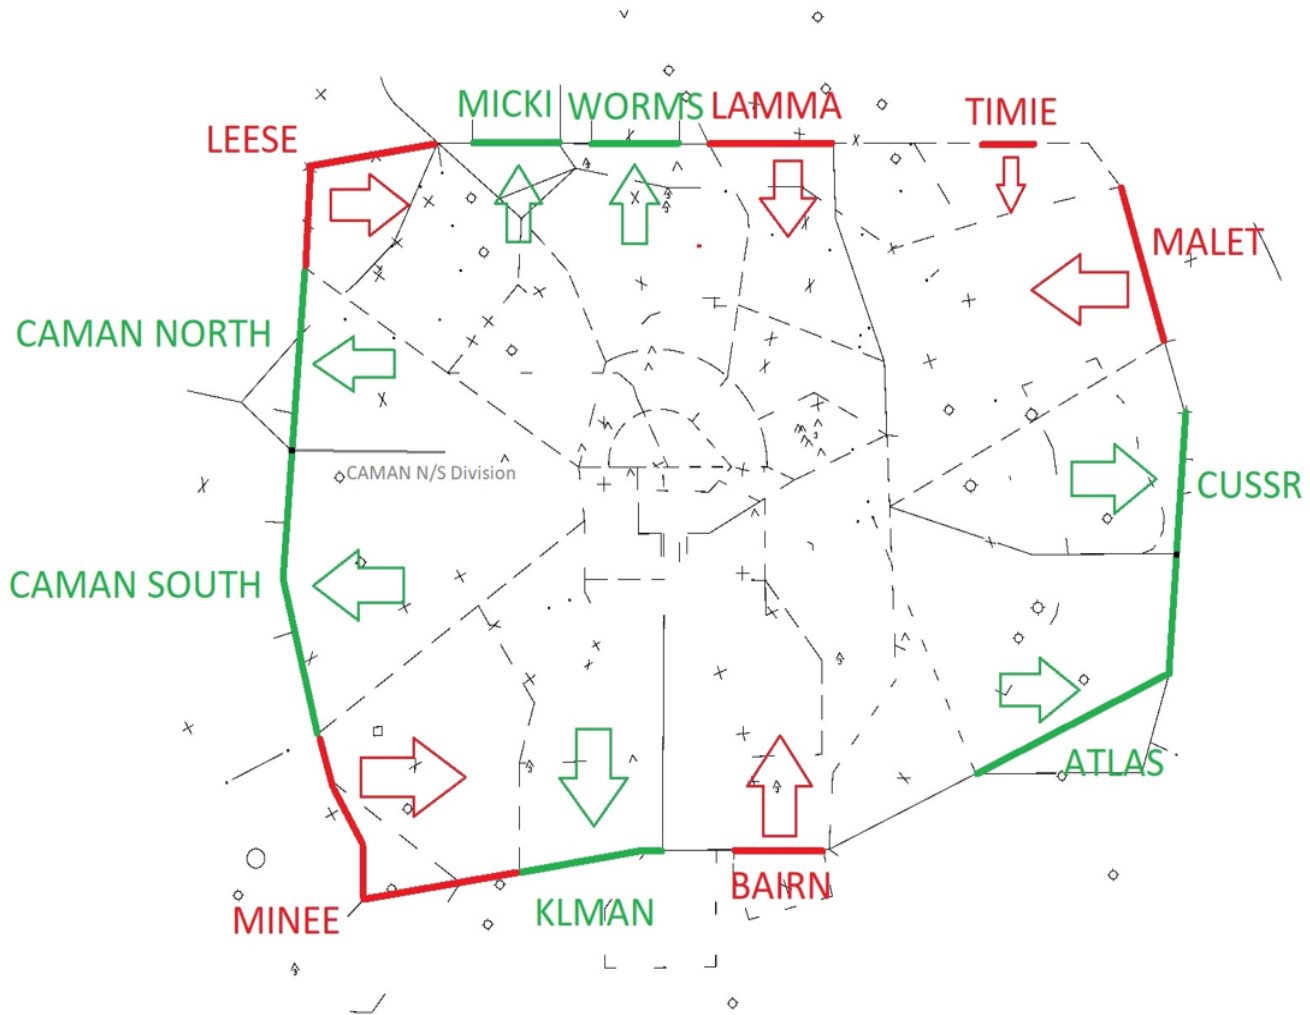 MICKI
WORMS
LAMMA
TIMIE
LEESE
MALET
CAMAN NORTH
CAMAN N/S Division
CUSSR
CAMAN SOUTH
ATLAS
BAIRN
KLMAN
MINEE